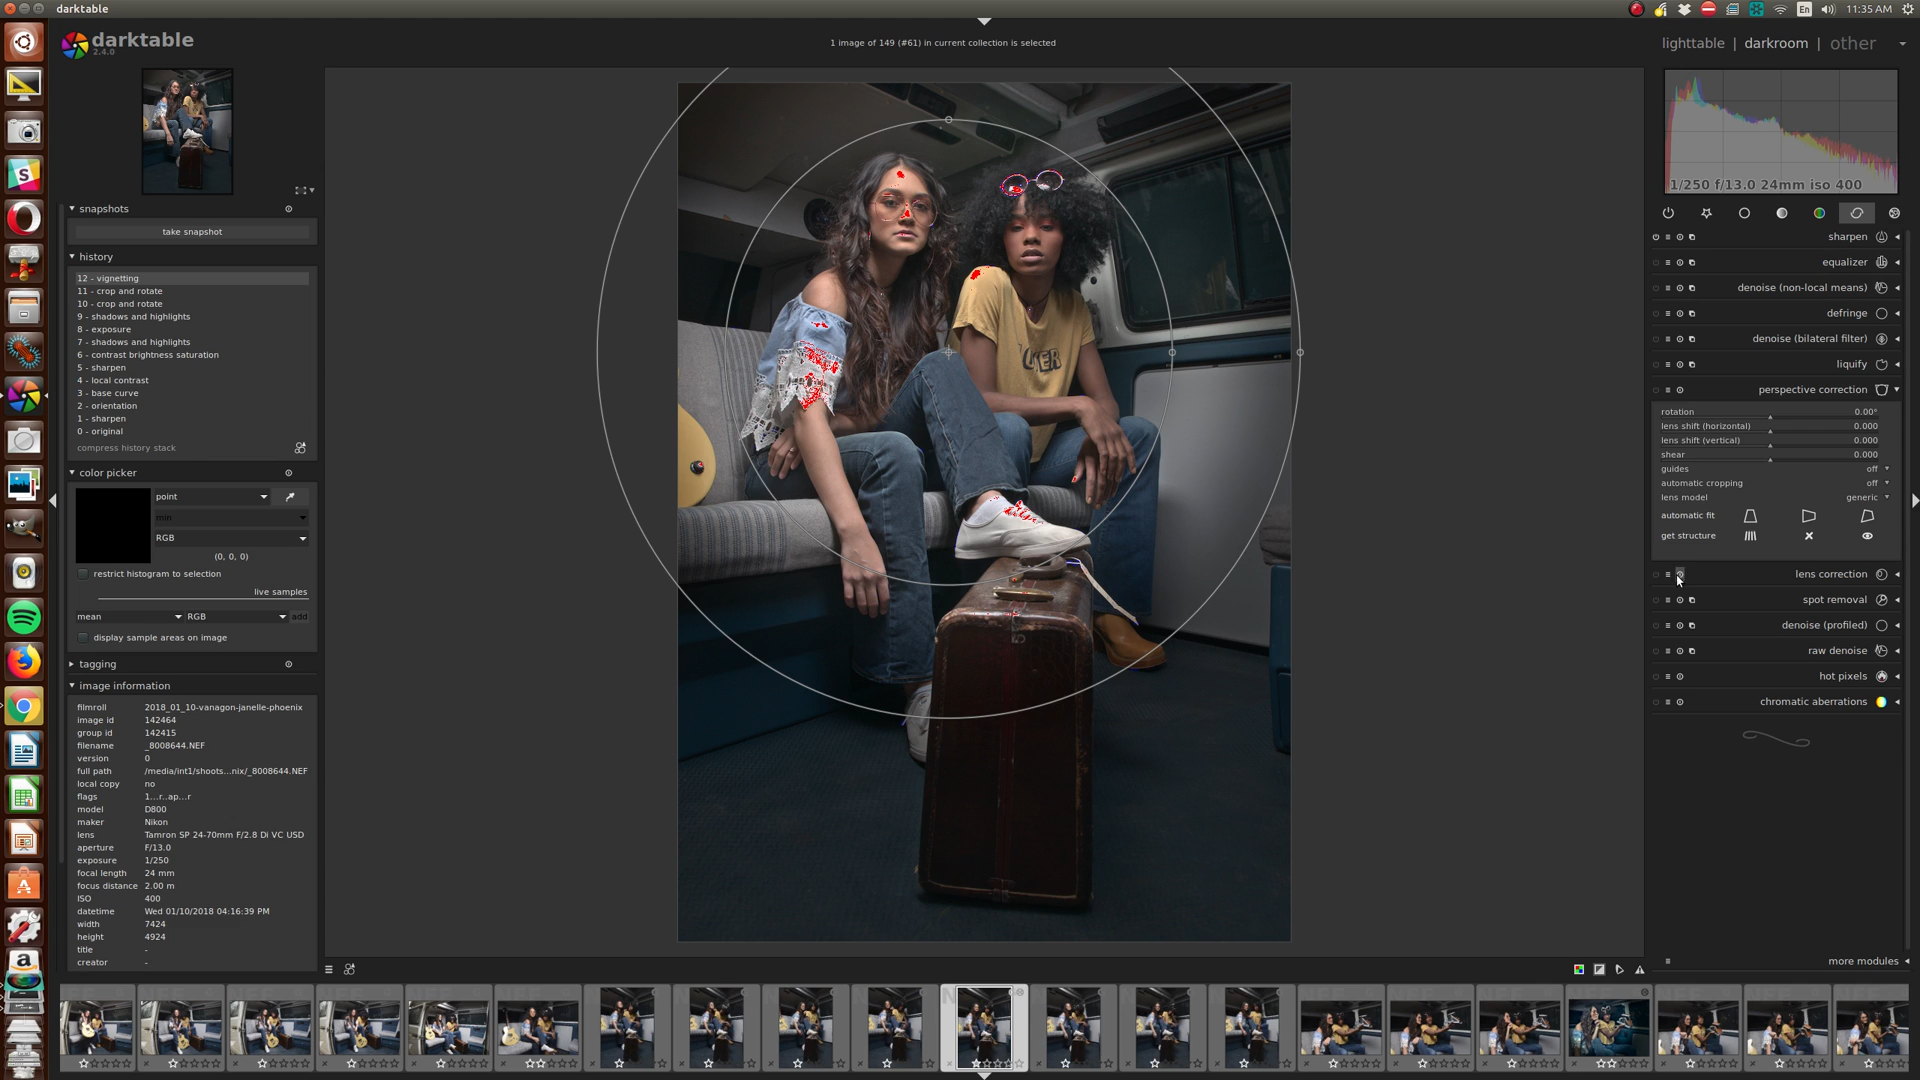 darktable
En
11:35 AM
darktable
2.4.0
1 image of 149 (#61) in current collection is selected
lighttable | darkroom | other
snapshots
take snapshot
history
12 - vignetting
11 - crop and rotate
10 - crop and rotate
9 - shadows and highlights
8 - exposure
7 - shadows and highlights
6 - contrast brightness saturation
5 - sharpen
4 - local contrast
3 - base curve
2 - orientation
1 - sharpen
0 - original
compress history stack
color picker
point
min
RGB
(0, 0, 0)
restrict histogram to selection
live samples
mean RGB add
display sample areas on image
tagging
image information
filmroll 2018_01_10-vanagon-janelle-phoenix
image id 142464
group id 142415
filename _8008644.NEF
version 0
full path /media/int1/shoots...nix/_8008644.NEF
local copy no
flags 1...r..ap...r
model D800
maker Nikon
lens Tamron SP 24-70mm F/2.8 Di VC USD
aperture F/13.0
exposure 1/250
focal length 24 mm
focus distance 2.00 m
ISO 400
datetime Wed 01/10/2018 04:16:39 PM
width 7424
height 4924
title -
creator -
1/250 f/13.0 24mm iso 400
sharpen
equalizer
denoise (non-local means)
defringe
denoise (bilateral filter)
liquify
perspective correction
rotation 0.00°
lens shift (horizontal) 0.000
lens shift (vertical) 0.000
shear 0.000
guides off
automatic cropping off
lens model generic
automatic fit
get structure
lens correction
spot removal
denoise (profiled)
raw denoise
hot pixels
chromatic aberrations
more modules